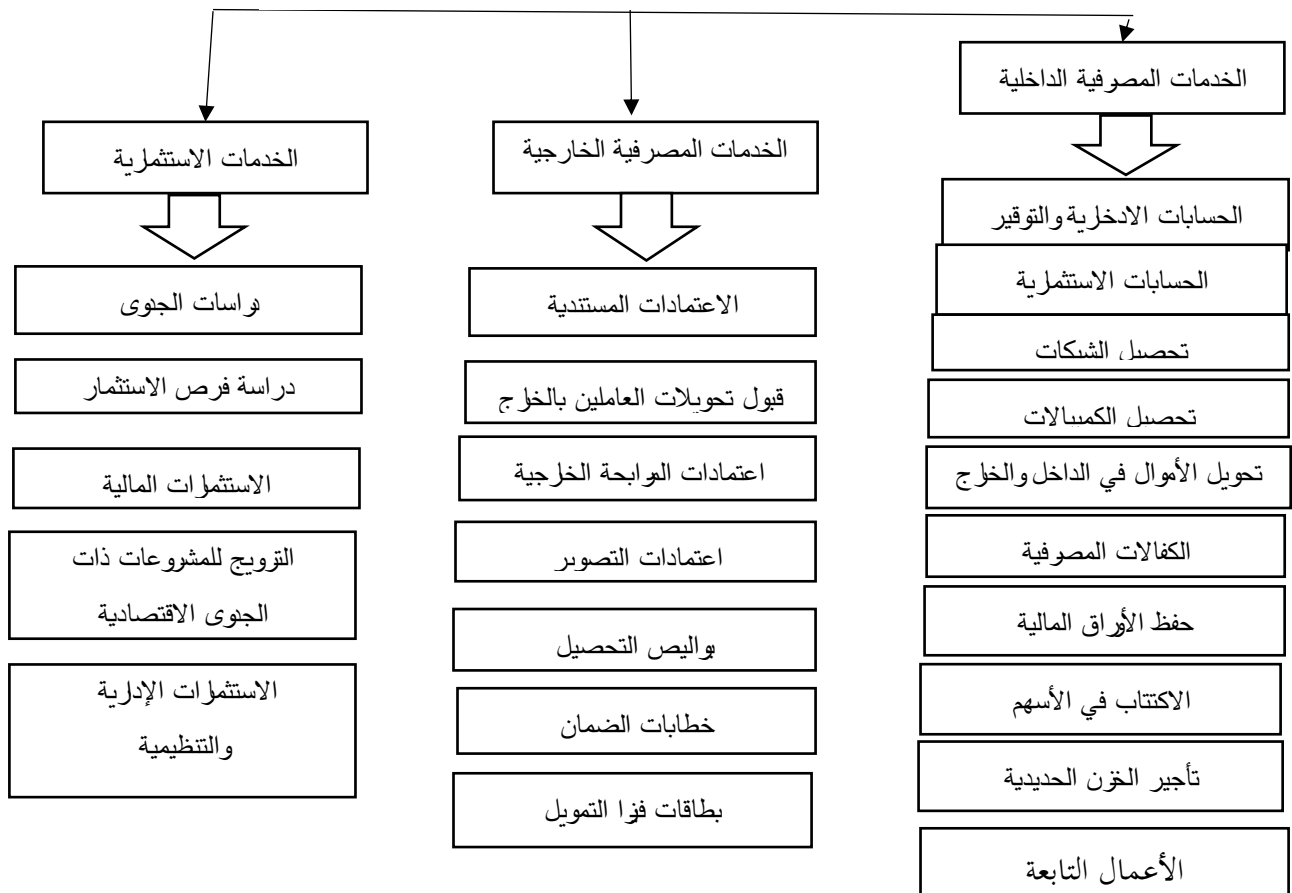 الخدمات المصرفية الداخلية
الحسابات الادخارية والتوقير
الحسابات الاستثمارية
تحصيل الشيكات
تحصيل الكمبيالات
تحويل الأموال في الداخل والخارج
الكفالات المصرفية
حفظ الأوراق المالية
الاكتتاب في الأسهم
تأجير الخزن الحديدية
الأعمال التابعة
الخدمات المصرفية الخارجية
الاعتمادات المستندية
قبول تحويلات العاملين بالخارج
اعتمادات المرابحة الخارجية
اعتمادات التصوير
بواليص التحصيل
خطابات الضمان
بطاقات فيزا التمويل
الخدمات الاستثمارية
دراسات الجدوى
دراسة فرص الاستثمار
الاستثمارات المالية
الترويج للمشروعات ذات
الجدوى الاقتصادية
الاستثمارات الإدارية
والتنظيمية